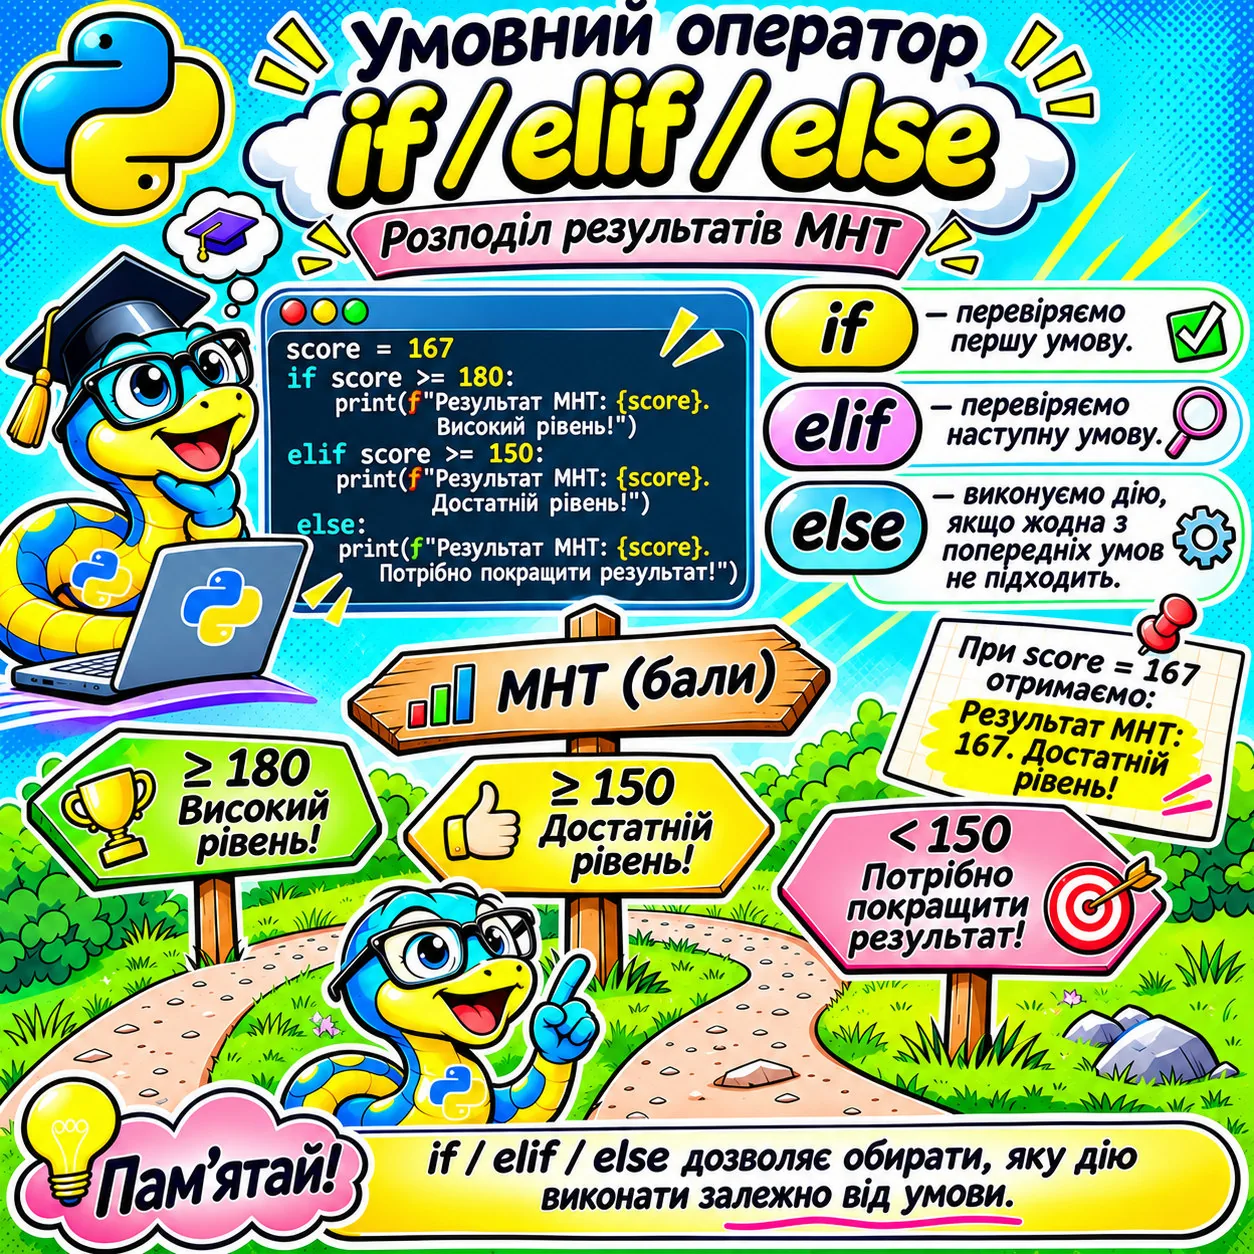 Умовний оператор
if / elif / else
Розподіл результатів МНТ
score = 167
if score >= 180:
print(f"Результат МНТ: {score}.
Високий рівень!")
elif score >= 150:
print(f"Результат МНТ: {score}.
Достатній рівень!")
else:
print(f"Результат МНТ: {score}.
Потрібно покращити результат!")
if
— перевіряємо
першу умову.
elif
— перевіряємо
наступну умову.
else
— виконуємо дію,
якщо жодна з
попередніх умов
не підходить.
При score = 167
отримаємо:
Результат МНТ:
167. Достатній
рівень!
МНТ (бали)
≥ 180
Високий
рівень!
≥ 150
Достатній
рівень!
< 150
Потрібно
покращити
результат!
Пам'ятай!
if / elif / else дозволяє обирати, яку дію
виконати залежно від умови.